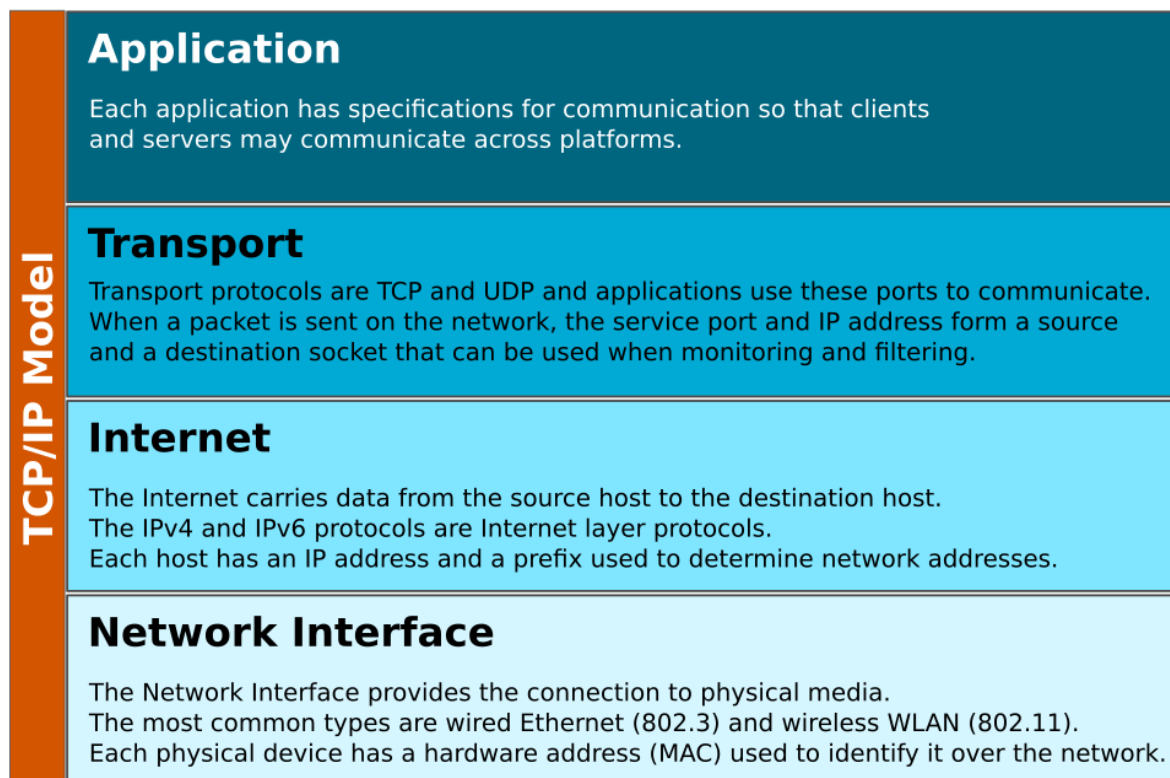 TCP/IP Model
Application
Each application has specifications for communication so that clients
and servers may communicate across platforms.
Transport
Transport protocols are TCP and UDP and applications use these ports to communicate.
When a packet is sent on the network, the service port and IP address form a source
and a destination socket that can be used when monitoring and filtering.
Internet
The Internet carries data from the source host to the destination host.
The IPv4 and IPv6 protocols are Internet layer protocols.
Each host has an IP address and a prefix used to determine network addresses.
Network Interface
The Network Interface provides the connection to physical media.
The most common types are wired Ethernet (802.3) and wireless WLAN (802.11).
Each physical device has a hardware address (MAC) used to identify it over the network.